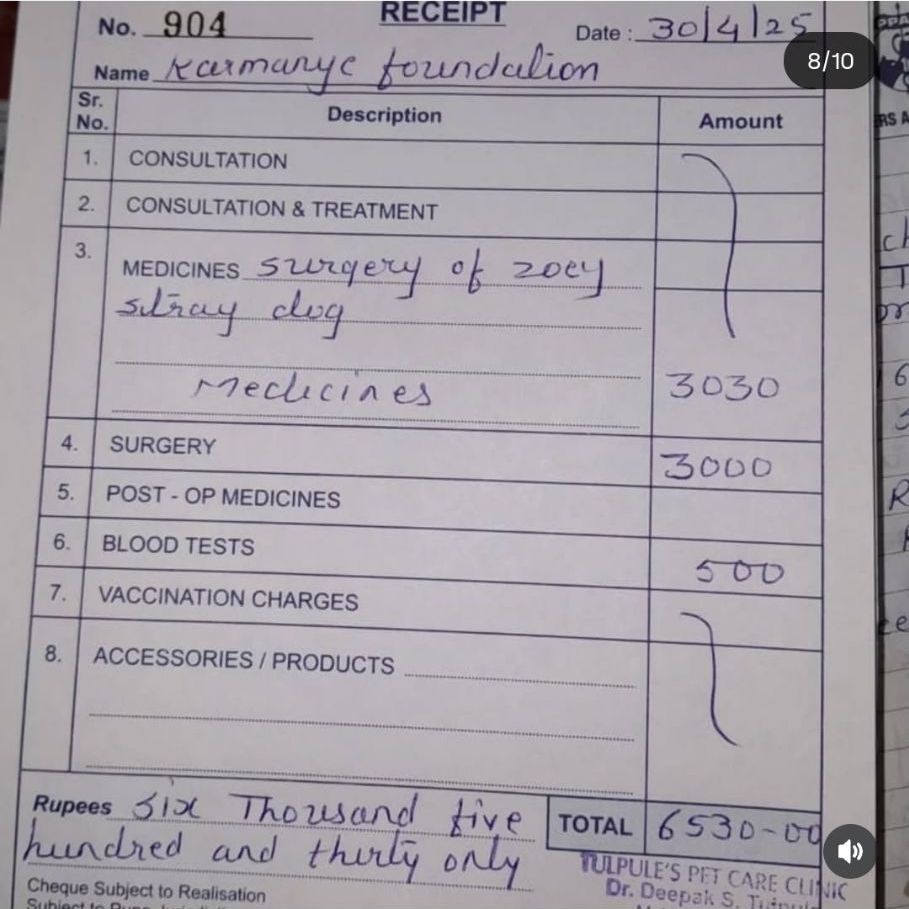 RECEIPT
No. 904
Date : 30/4/25
8/10
Name Karmanye foundation
Sr. No. Description Amount
1. CONSULTATION
2. CONSULTATION & TREATMENT
3. MEDICINES surgery of zoey
stray dog
Medicines 3030
4. SURGERY 3000
5. POST - OP MEDICINES
6. BLOOD TESTS 500
7. VACCINATION CHARGES
8. ACCESSORIES / PRODUCTS
Rupees Six Thousand five
hundred and thirty only
TOTAL 6530-00
TULPULE'S PET CARE CLINIC
Dr. Deepak S.
Cheque Subject to Realisation
Subject to